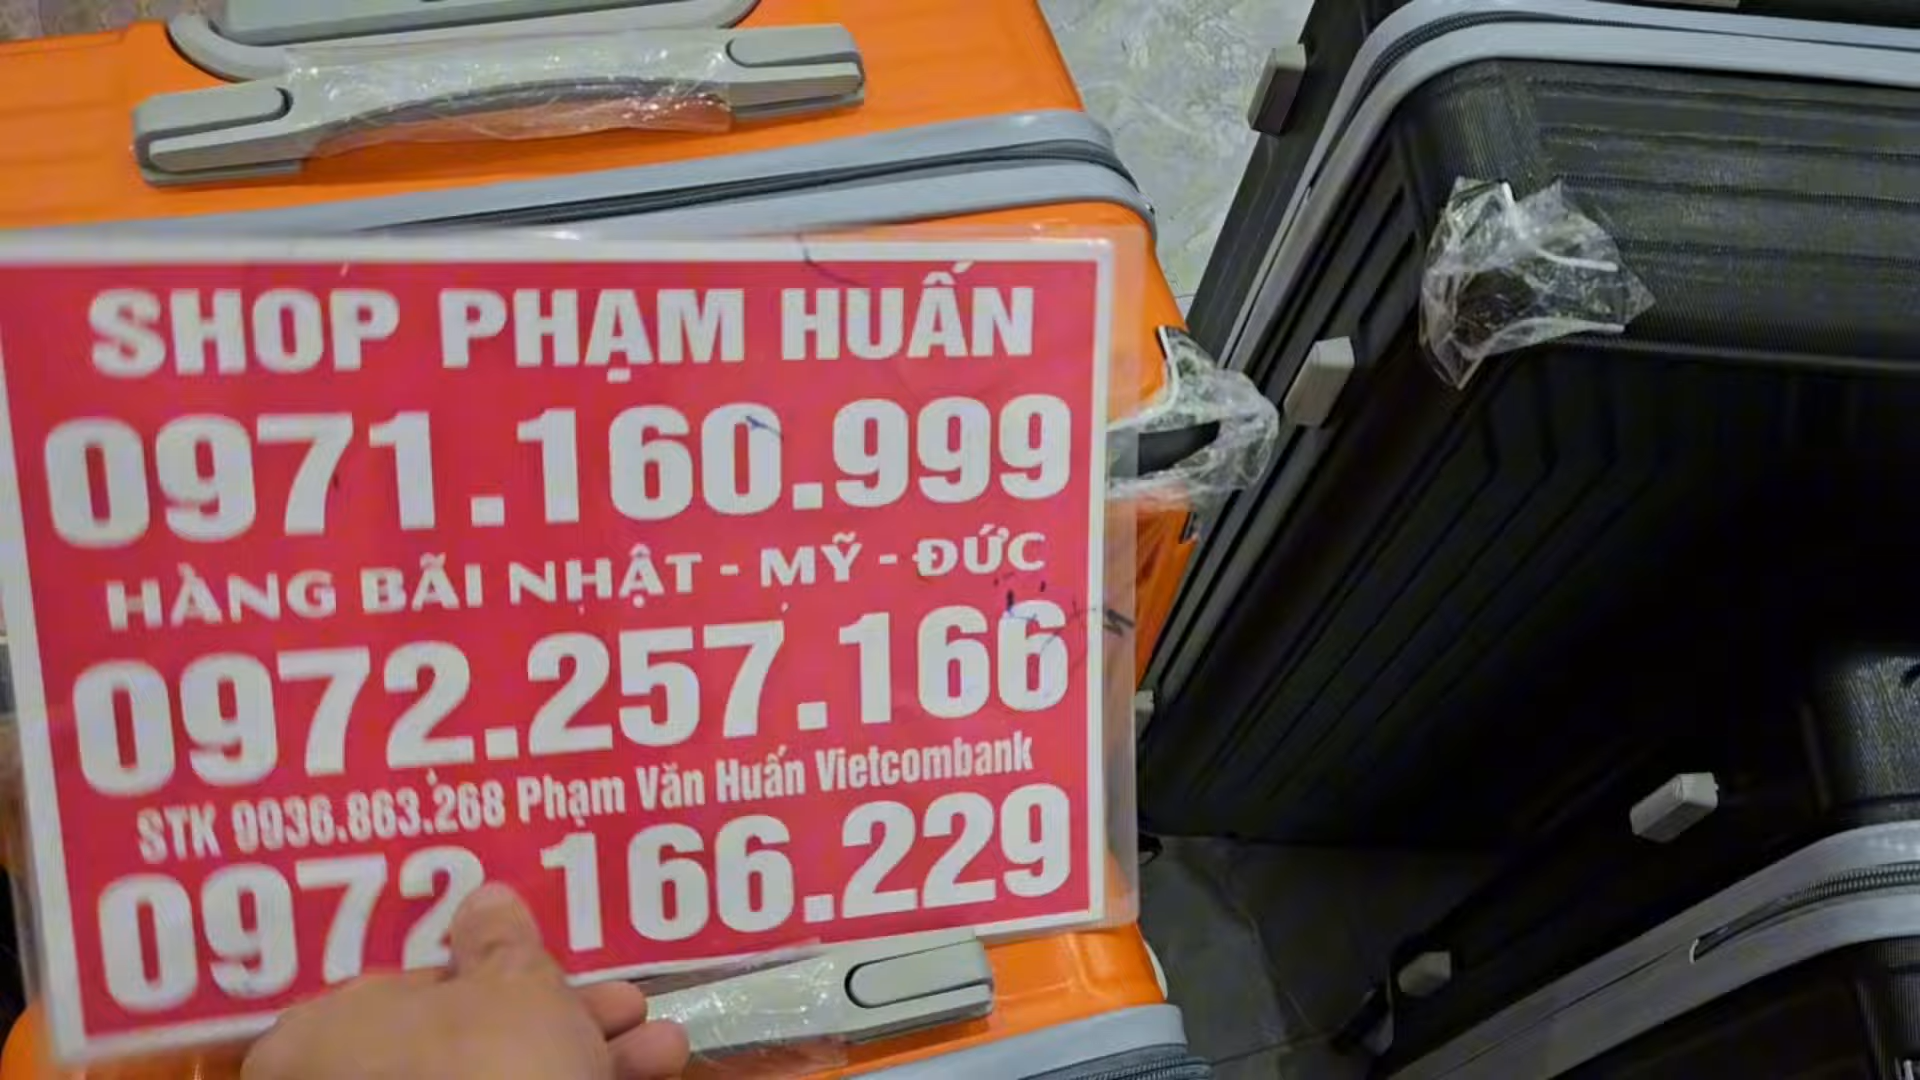 SHOP PHẠM HUẤN
0971.160.999
HÀNG BÃI NHẬT - MỸ - ĐỨC
0972.257.166
STK 9936.863.268 Phạm Văn Huấn Vietcombank
0972 166.229